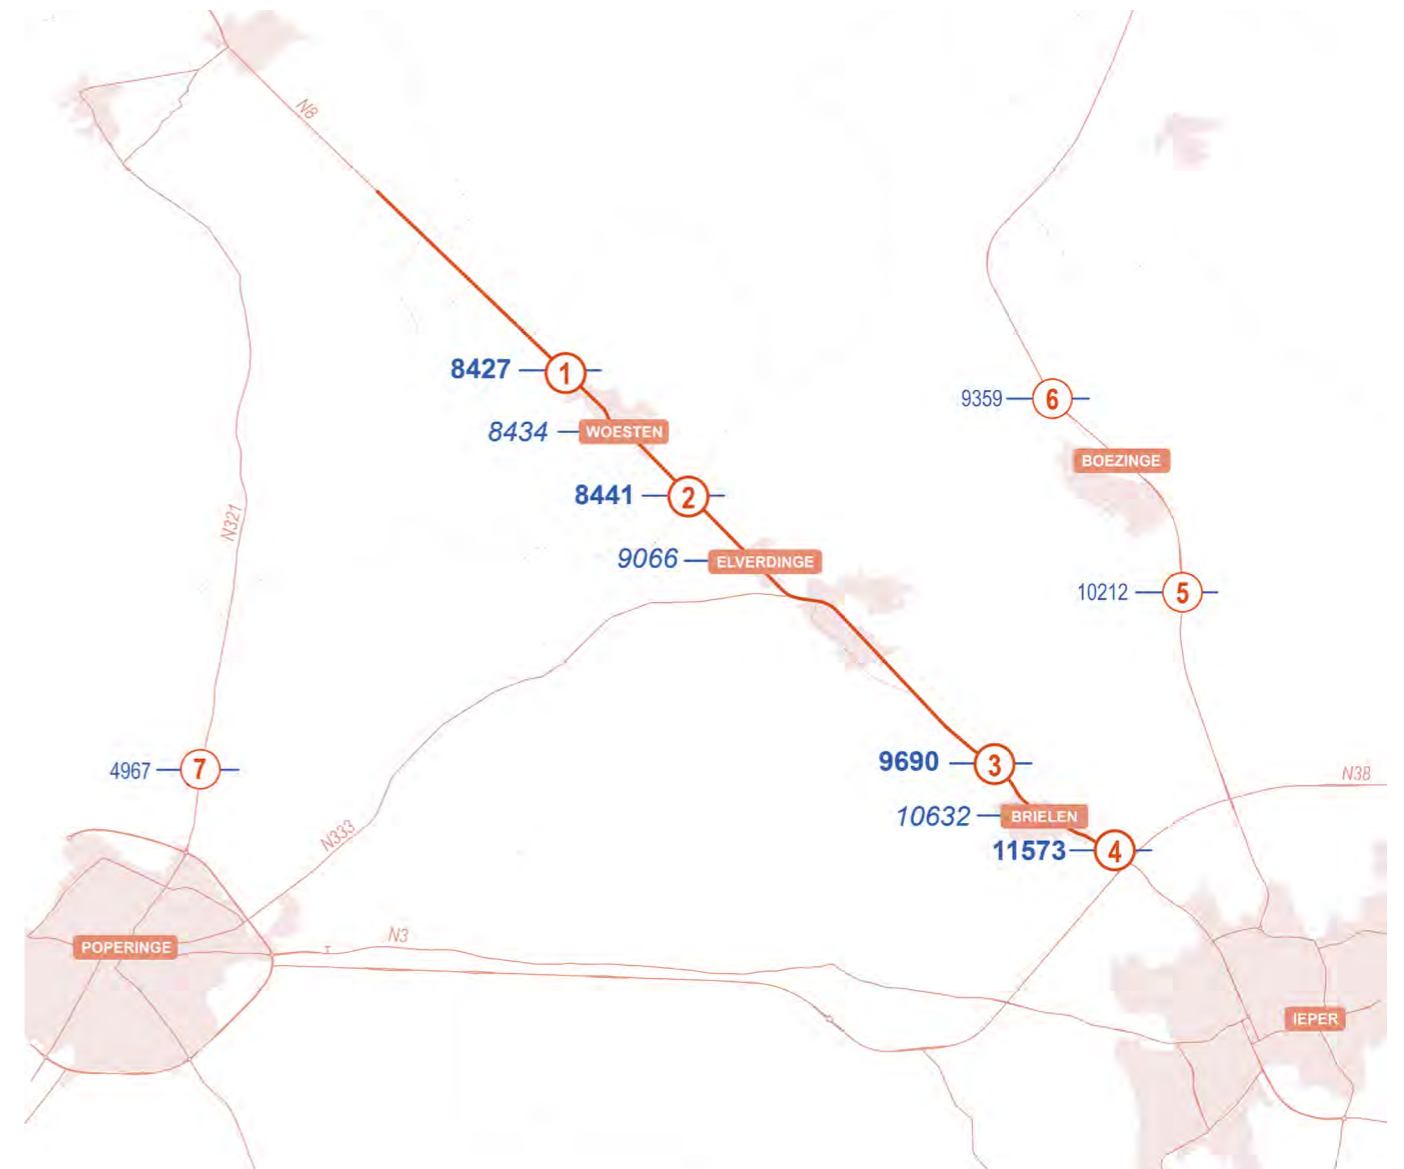 N8
8427
1
9359
6
8434
WOESTEN
BOEZINGE
8441
2
N321
9066
ELVERDINGE
10212
5
4967
7
9690
3
N38
10632
BRIELEN
N333
11573
4
N3
POPERINGE
IEPER